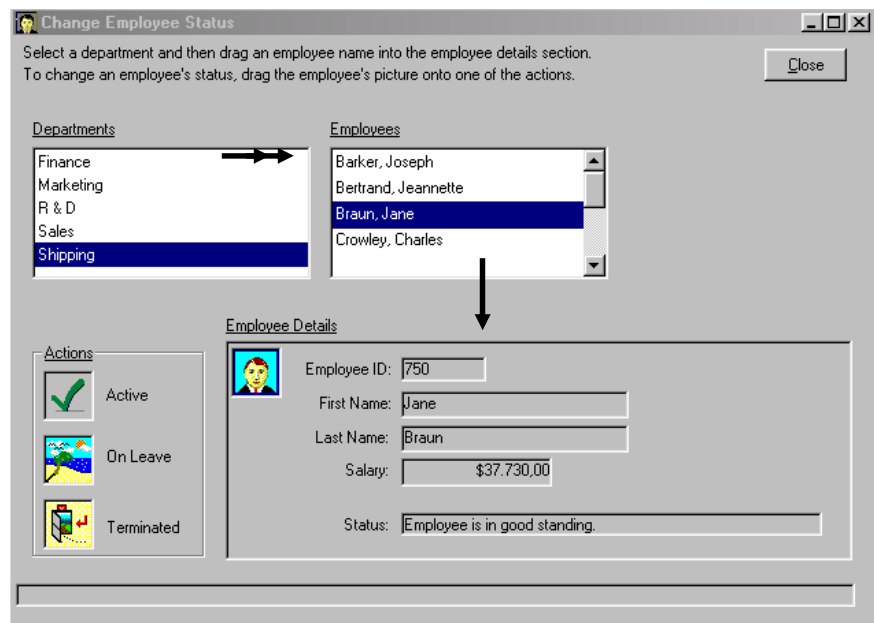 Change Employee Status
Select a department and then drag an employee name into the employee details section.
To change an employee's status, drag the employee's picture onto one of the actions.
Close
Departments
Employees
Finance
Marketing
R & D
Sales
Shipping
Barker, Joseph
Bertrand, Jeannette
Braun, Jane
Crowley, Charles
Employee Details
Actions
Active
On Leave
Terminated
Employee ID: 750
First Name: Jane
Last Name: Braun
Salary: $37.730,00
Status: Employee is in good standing.